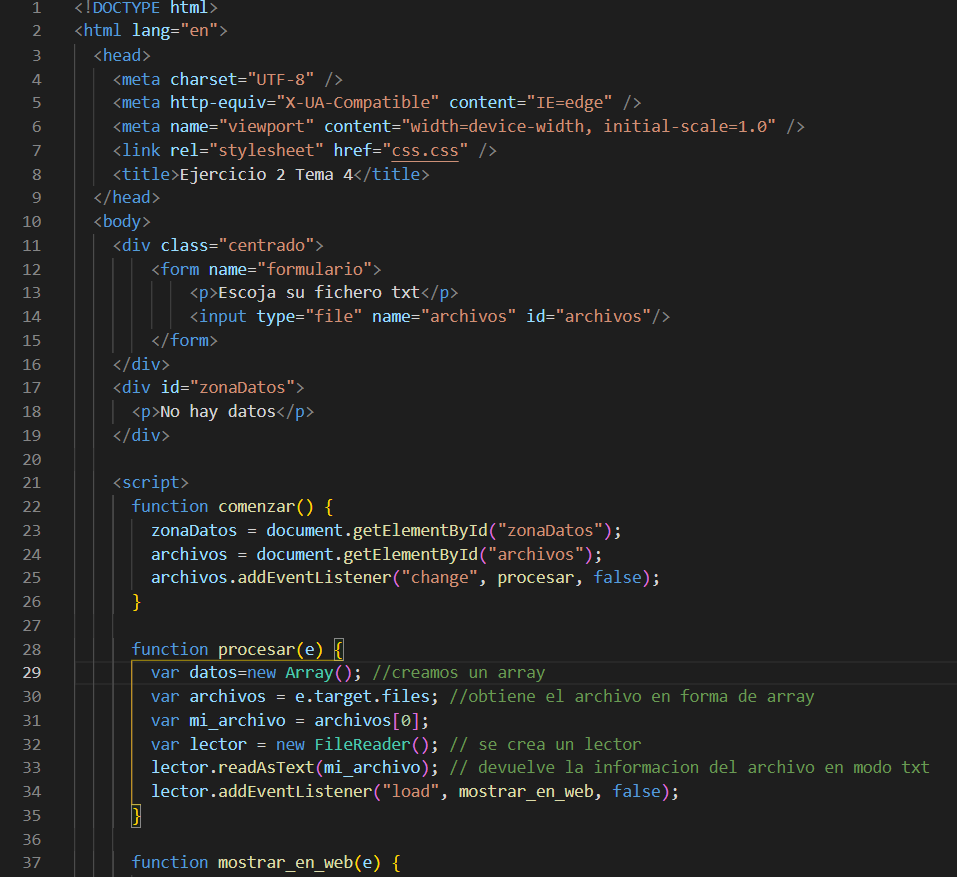 1 <!DOCTYPE html>
2 <html lang="en">
3 <head>
4 <meta charset="UTF-8" />
5 <meta http-equiv="X-UA-Compatible" content="IE=edge" />
6 <meta name="viewport" content="width=device-width, initial-scale=1.0" />
7 <link rel="stylesheet" href="css.css" />
8 <title>Ejercicio 2 Tema 4</title>
9 </head>
10 <body>
11 <div class="centrado">
12 <form name="formulario">
13 <p>Escoja su fichero txt</p>
14 <input type="file" name="archivos" id="archivos"/>
15 </form>
16 </div>
17 <div id="zonaDatos">
18 <p>No hay datos</p>
19 </div>
20
21 <script>
22 function comenzar() {
23 zonaDatos = document.getElementById("zonaDatos");
24 archivos = document.getElementById("archivos");
25 archivos.addEventListener("change", procesar, false);
26 }
27
28 function procesar(e) {
29 var datos=new Array(); //creamos un array
30 var archivos = e.target.files; //obtiene el archivo en forma de array
31 var mi_archivo = archivos[0];
32 var lector = new FileReader(); // se crea un lector
33 lector.readAsText(mi_archivo); // devuelve la informacion del archivo en modo txt
34 lector.addEventListener("load", mostrar_en_web, false);
35 }
36
37 function mostrar_en_web(e) {